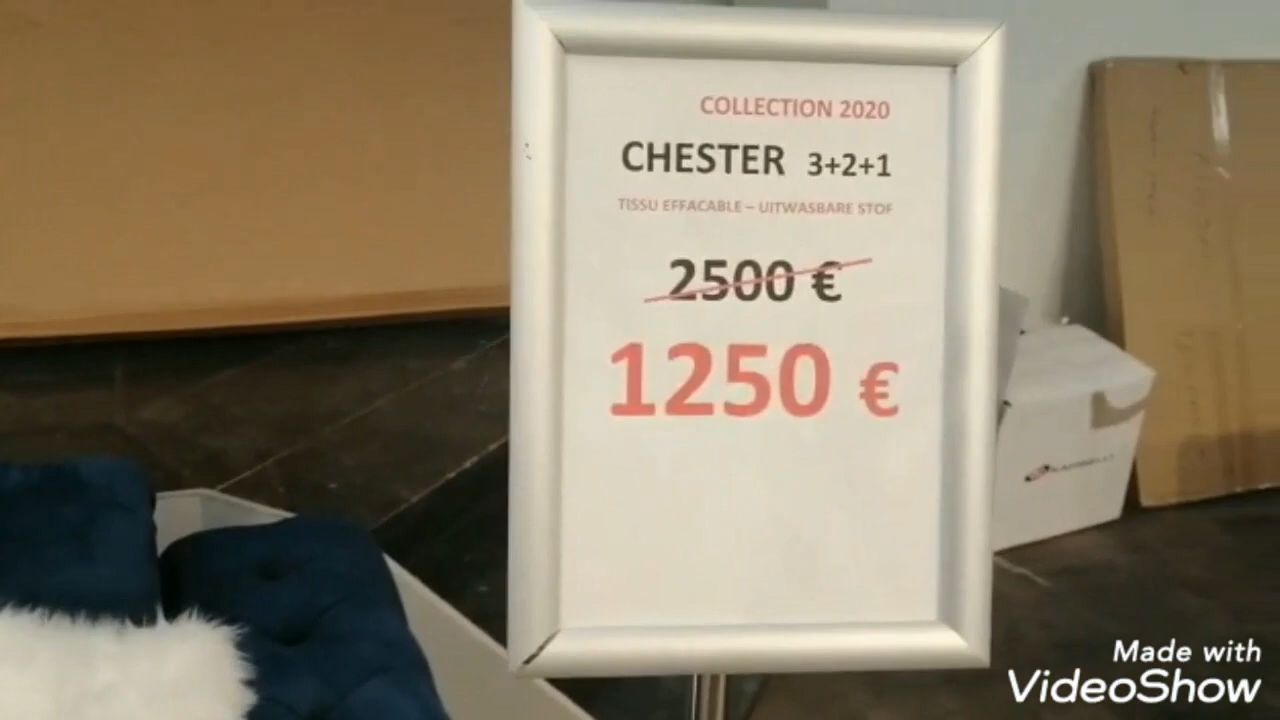 COLLECTION 2020
CHESTER 3+2+1
TISSU EFFACABLE – UITWASBARE STOF
2500 €
1250 €
Made with
VideoShow